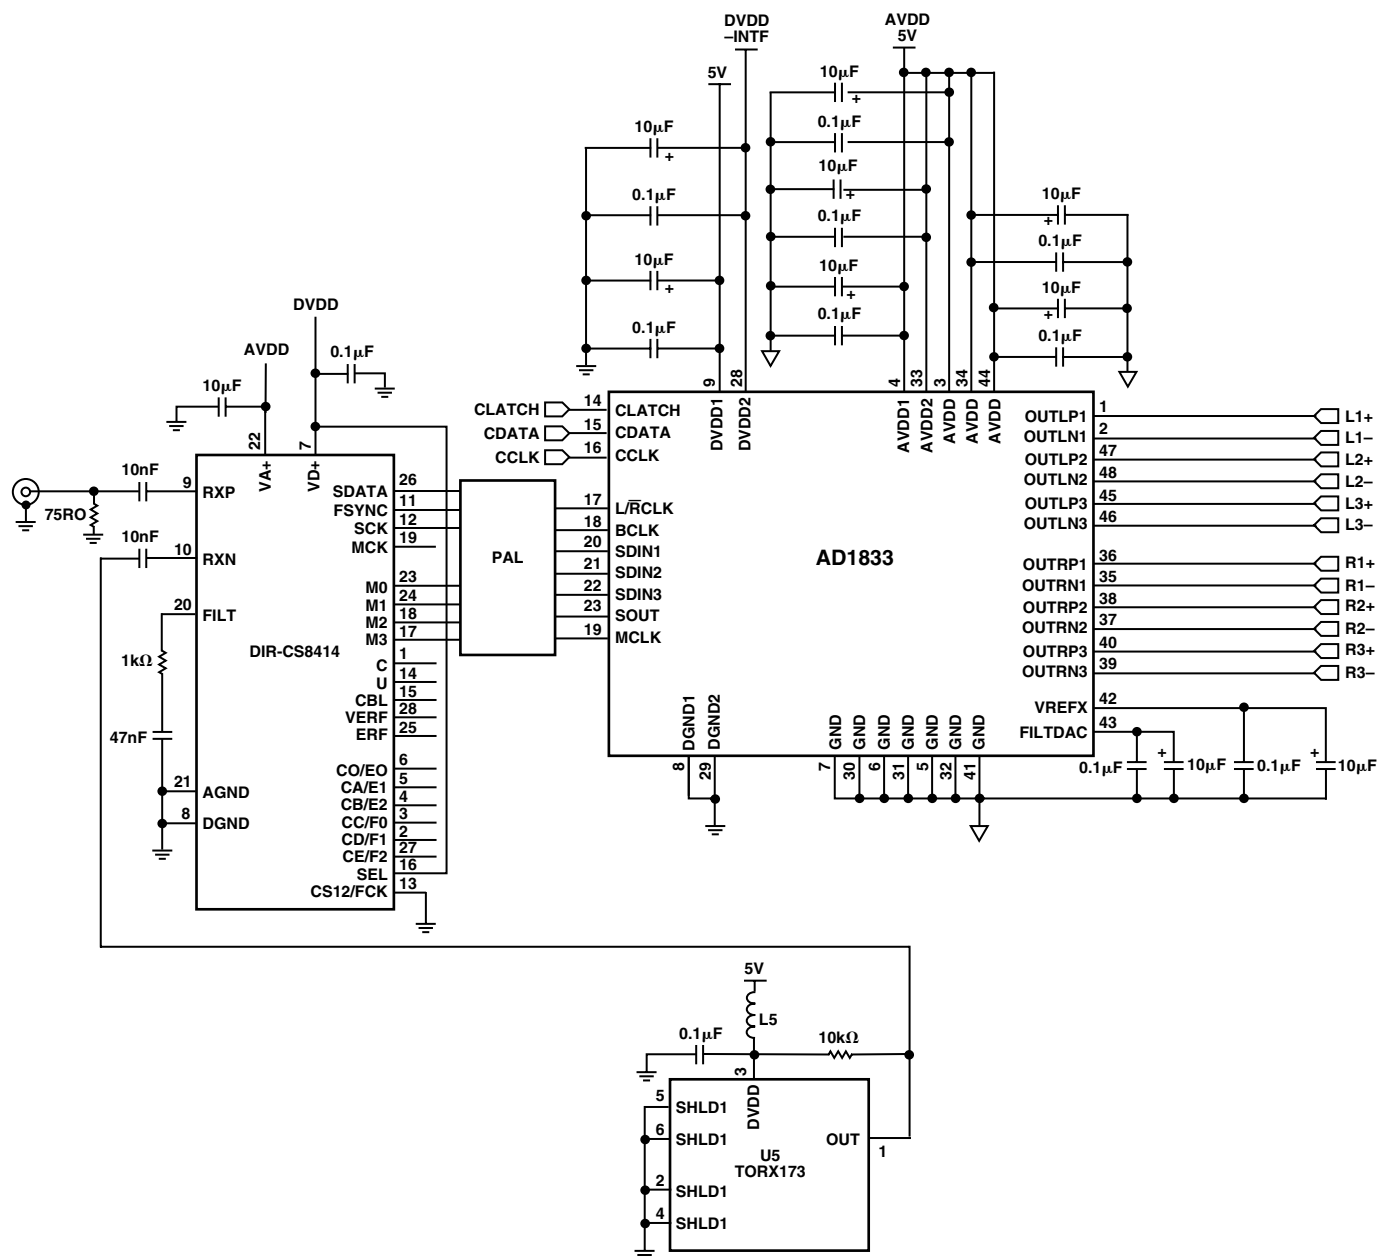 DVDD
–INTF
AVDD
5V
5V
10μF
0.1μF
10μF
0.1μF
10μF
0.1μF
10μF
0.1μF
10μF
0.1μF
10μF
0.1μF
10μF
0.1μF
DVDD
AVDD
0.1μF
10μF
22
7
VA+
VD+
10nF
9
RXP
75RO
10nF
10
RXN
20
FILT
1kΩ
47nF
21
AGND
8
DGND
DIR-CS8414
SDATA
26
FSYNC
11
SCK
12
MCK
19
M0
23
M1
24
M2
18
M3
17
C
1
U
14
CBL
15
VERF
28
ERF
25
CO/EO
6
CA/E1
5
CB/E2
4
CC/F0
3
CD/F1
2
CE/F2
27
SEL
16
CS12/FCK
13
PAL
CLATCH
14
CLATCH
CDATA
15
CDATA
CCLK
16
CCLK
17
L/R̅CLK
18
BCLK
20
SDIN1
21
SDIN2
22
SDIN3
23
SOUT
19
MCLK
9
28
4
33
3
34
44
DVDD1
DVDD2
AVDD1
AVDD2
AVDD
AVDD
AVDD
AD1833
OUTLP1
1
L1+
OUTLN1
2
L1–
OUTLP2
47
L2+
OUTLN2
48
L2–
OUTLP3
45
L3+
OUTLN3
46
L3–
OUTRP1
36
R1+
OUTRN1
35
R1–
OUTRP2
38
R2+
OUTRN2
37
R2–
OUTRP3
40
R3+
OUTRN3
39
R3–
VREFX
42
FILTDAC
43
0.1μF
10μF
0.1μF
10μF
DGND1
DGND2
GND
GND
GND
GND
GND
GND
GND
8
29
7
30
6
31
5
32
41
5V
L5
0.1μF
10kΩ
3
DVDD
5
SHLD1
6
SHLD1
2
SHLD1
4
SHLD1
U5
TORX173
OUT
1